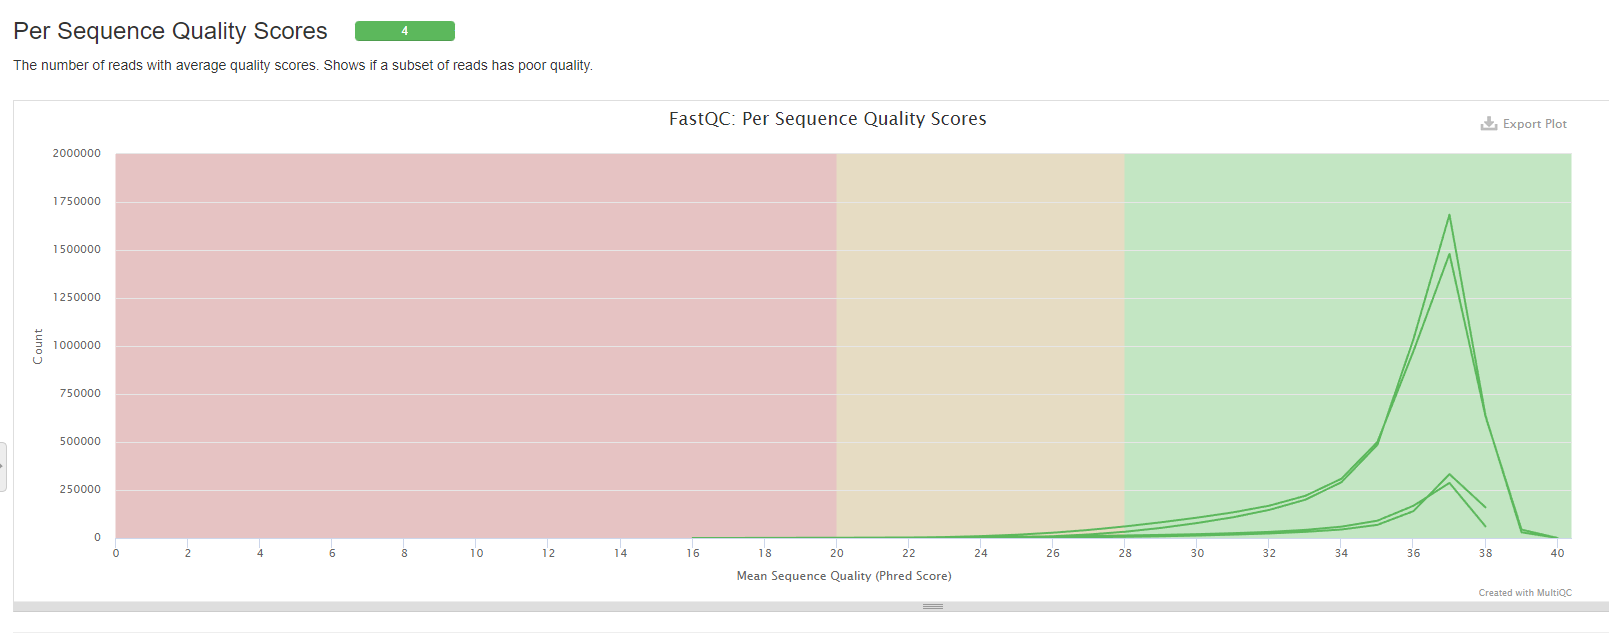 Per Sequence Quality Scores 4
The number of reads with average quality scores. Shows if a subset of reads has poor quality.
FastQC: Per Sequence Quality Scores
Export Plot
2000000
1750000
1500000
1250000
1000000
750000
500000
250000
0
Count
0 2 4 6 8 10 12 14 16 18 20 22 24 26 28 30 32 34 36 38 40
Mean Sequence Quality (Phred Score)
Created with MultiQC